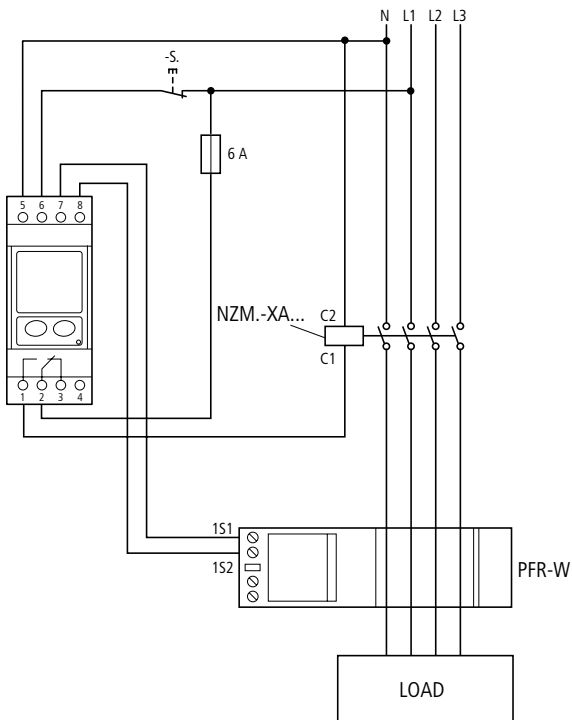 N L1 L2 L3
-S.
6 A
5 6 7 8
NZM.-XA...
C2
C1
1 2 3 4
1S1
1S2
PFR-W
LOAD